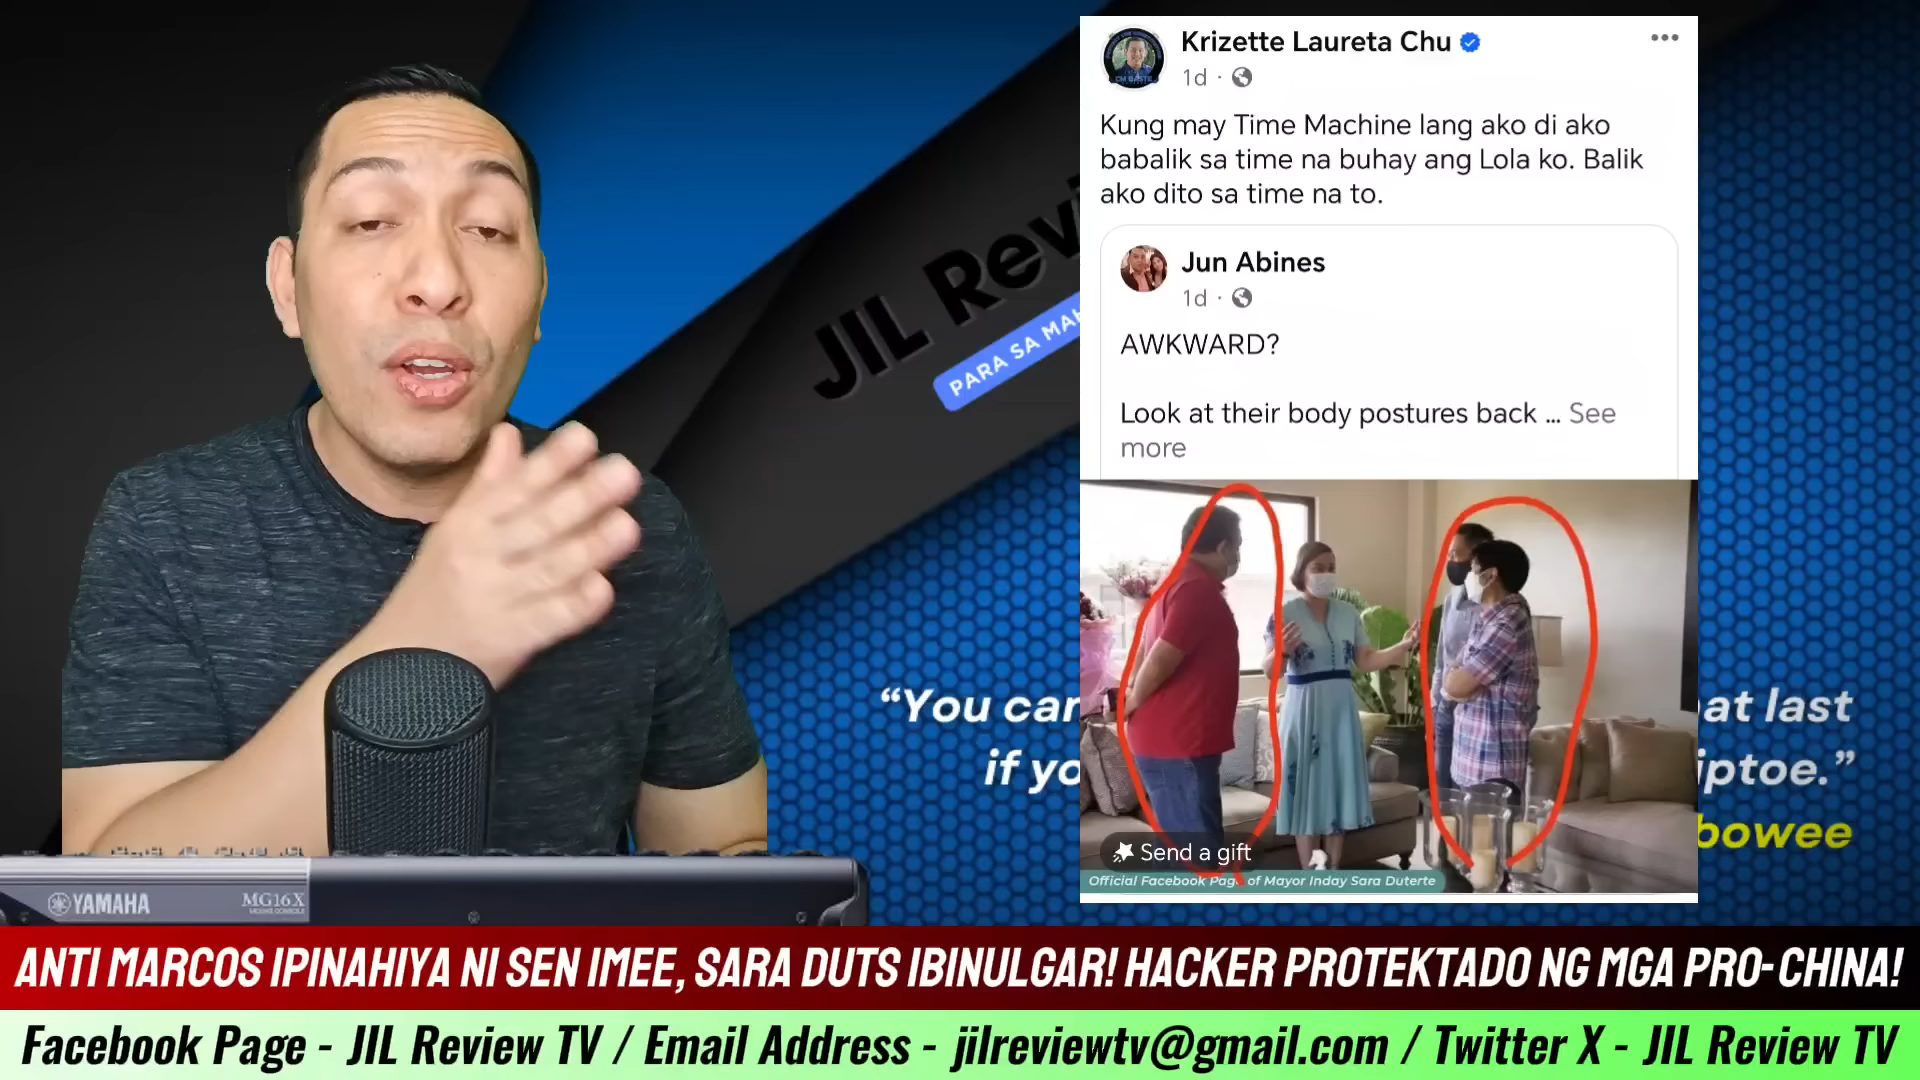 Krizette Laureta Chu
1d ·
Kung may Time Machine lang ako di ako
babalik sa time na buhay ang Lola ko. Balik
ako dito sa time na to.
Jun Abines
1d ·
AWKWARD?
Look at their body postures back ... See
more
Send a gift
Official Facebook Page of Mayor Inday Sara Duterte
JIL Revi
PARA SA MA
“You can
at last
if yo
iptoe.”
bowee
YAMAHA
MG16X
MIXING CONSOLE
ANTI MARCOS IPINAHIYA NI SEN IMEE, SARA DUTS IBINULGAR! HACKER PROTEKTADO NG MGA PRO-CHINA!
Facebook Page - JIL Review TV / Email Address - jilreviewtv@gmail.com / Twitter X - JIL Review TV